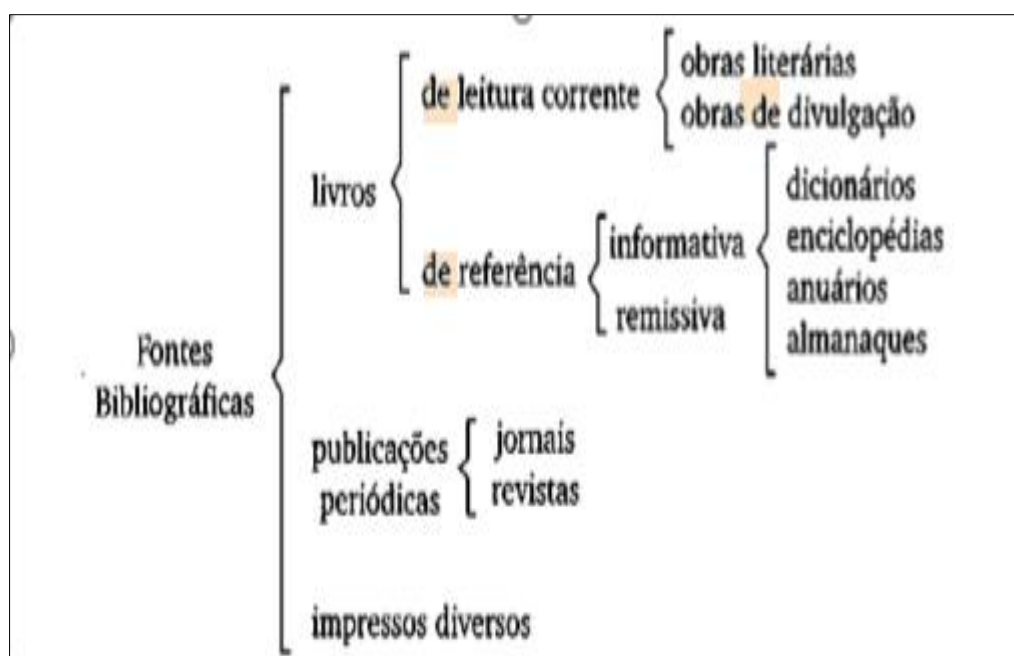 Fontes
Bibliográficas
livros
de leitura corrente
obras literárias
obras de divulgação
de referência
informativa
dicionários
enciclopédias
anuários
almanaques
remissiva
publicações
periódicas
jornais
revistas
impressos diversos